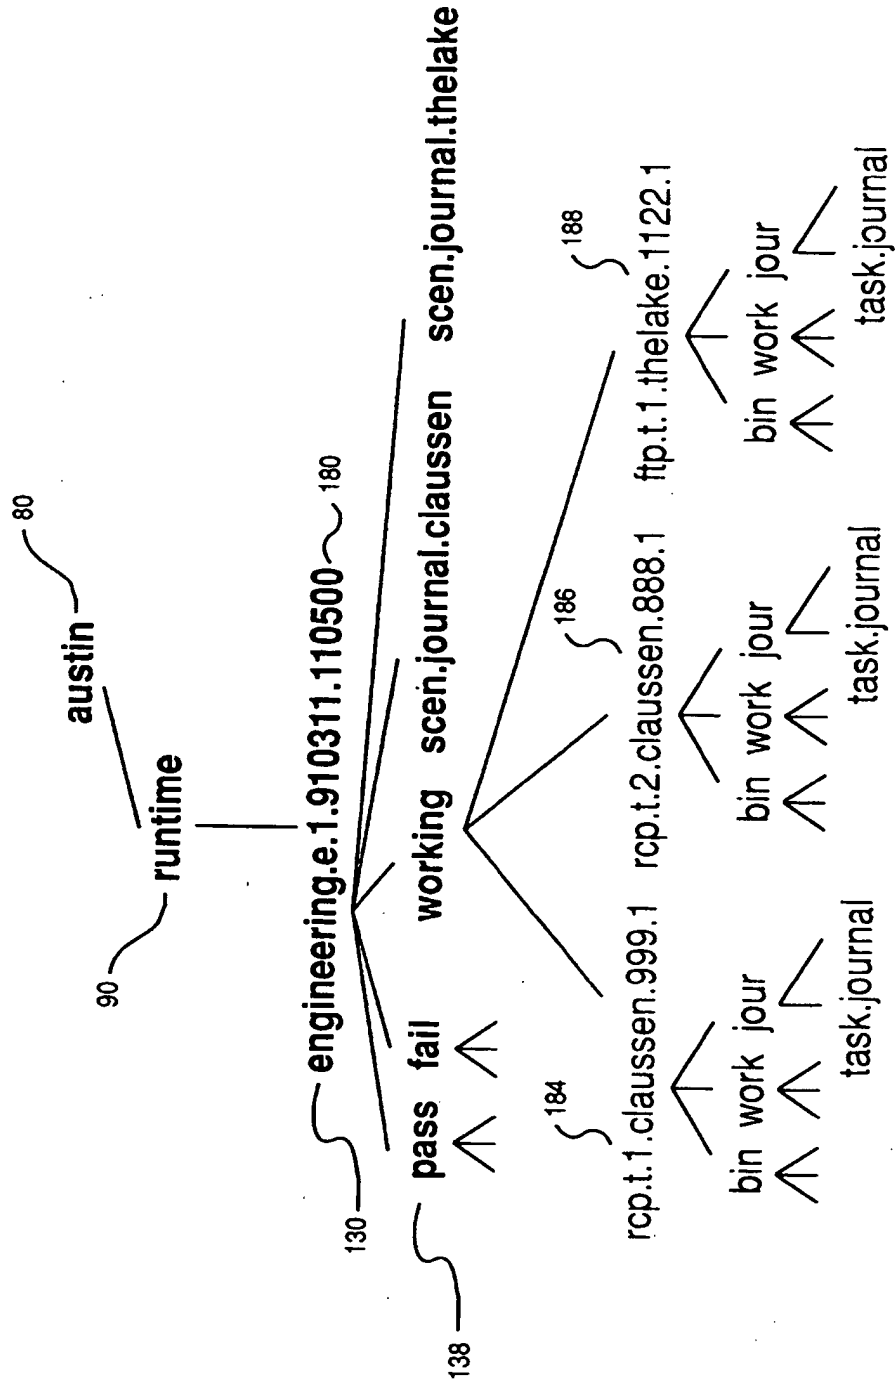 80
austin
90
runtime
130
engineering.e.1.910311.110500
180
138
pass fail working scen.journal.claussen scen.journal.thelake
184
186
188
rcp.t.1.claussen.999.1
rcp.t.2.claussen.888.1
ftp.t.1.thelake.1122.1
bin work jour
bin work jour
bin work jour
task.journal
task.journal
task.journal